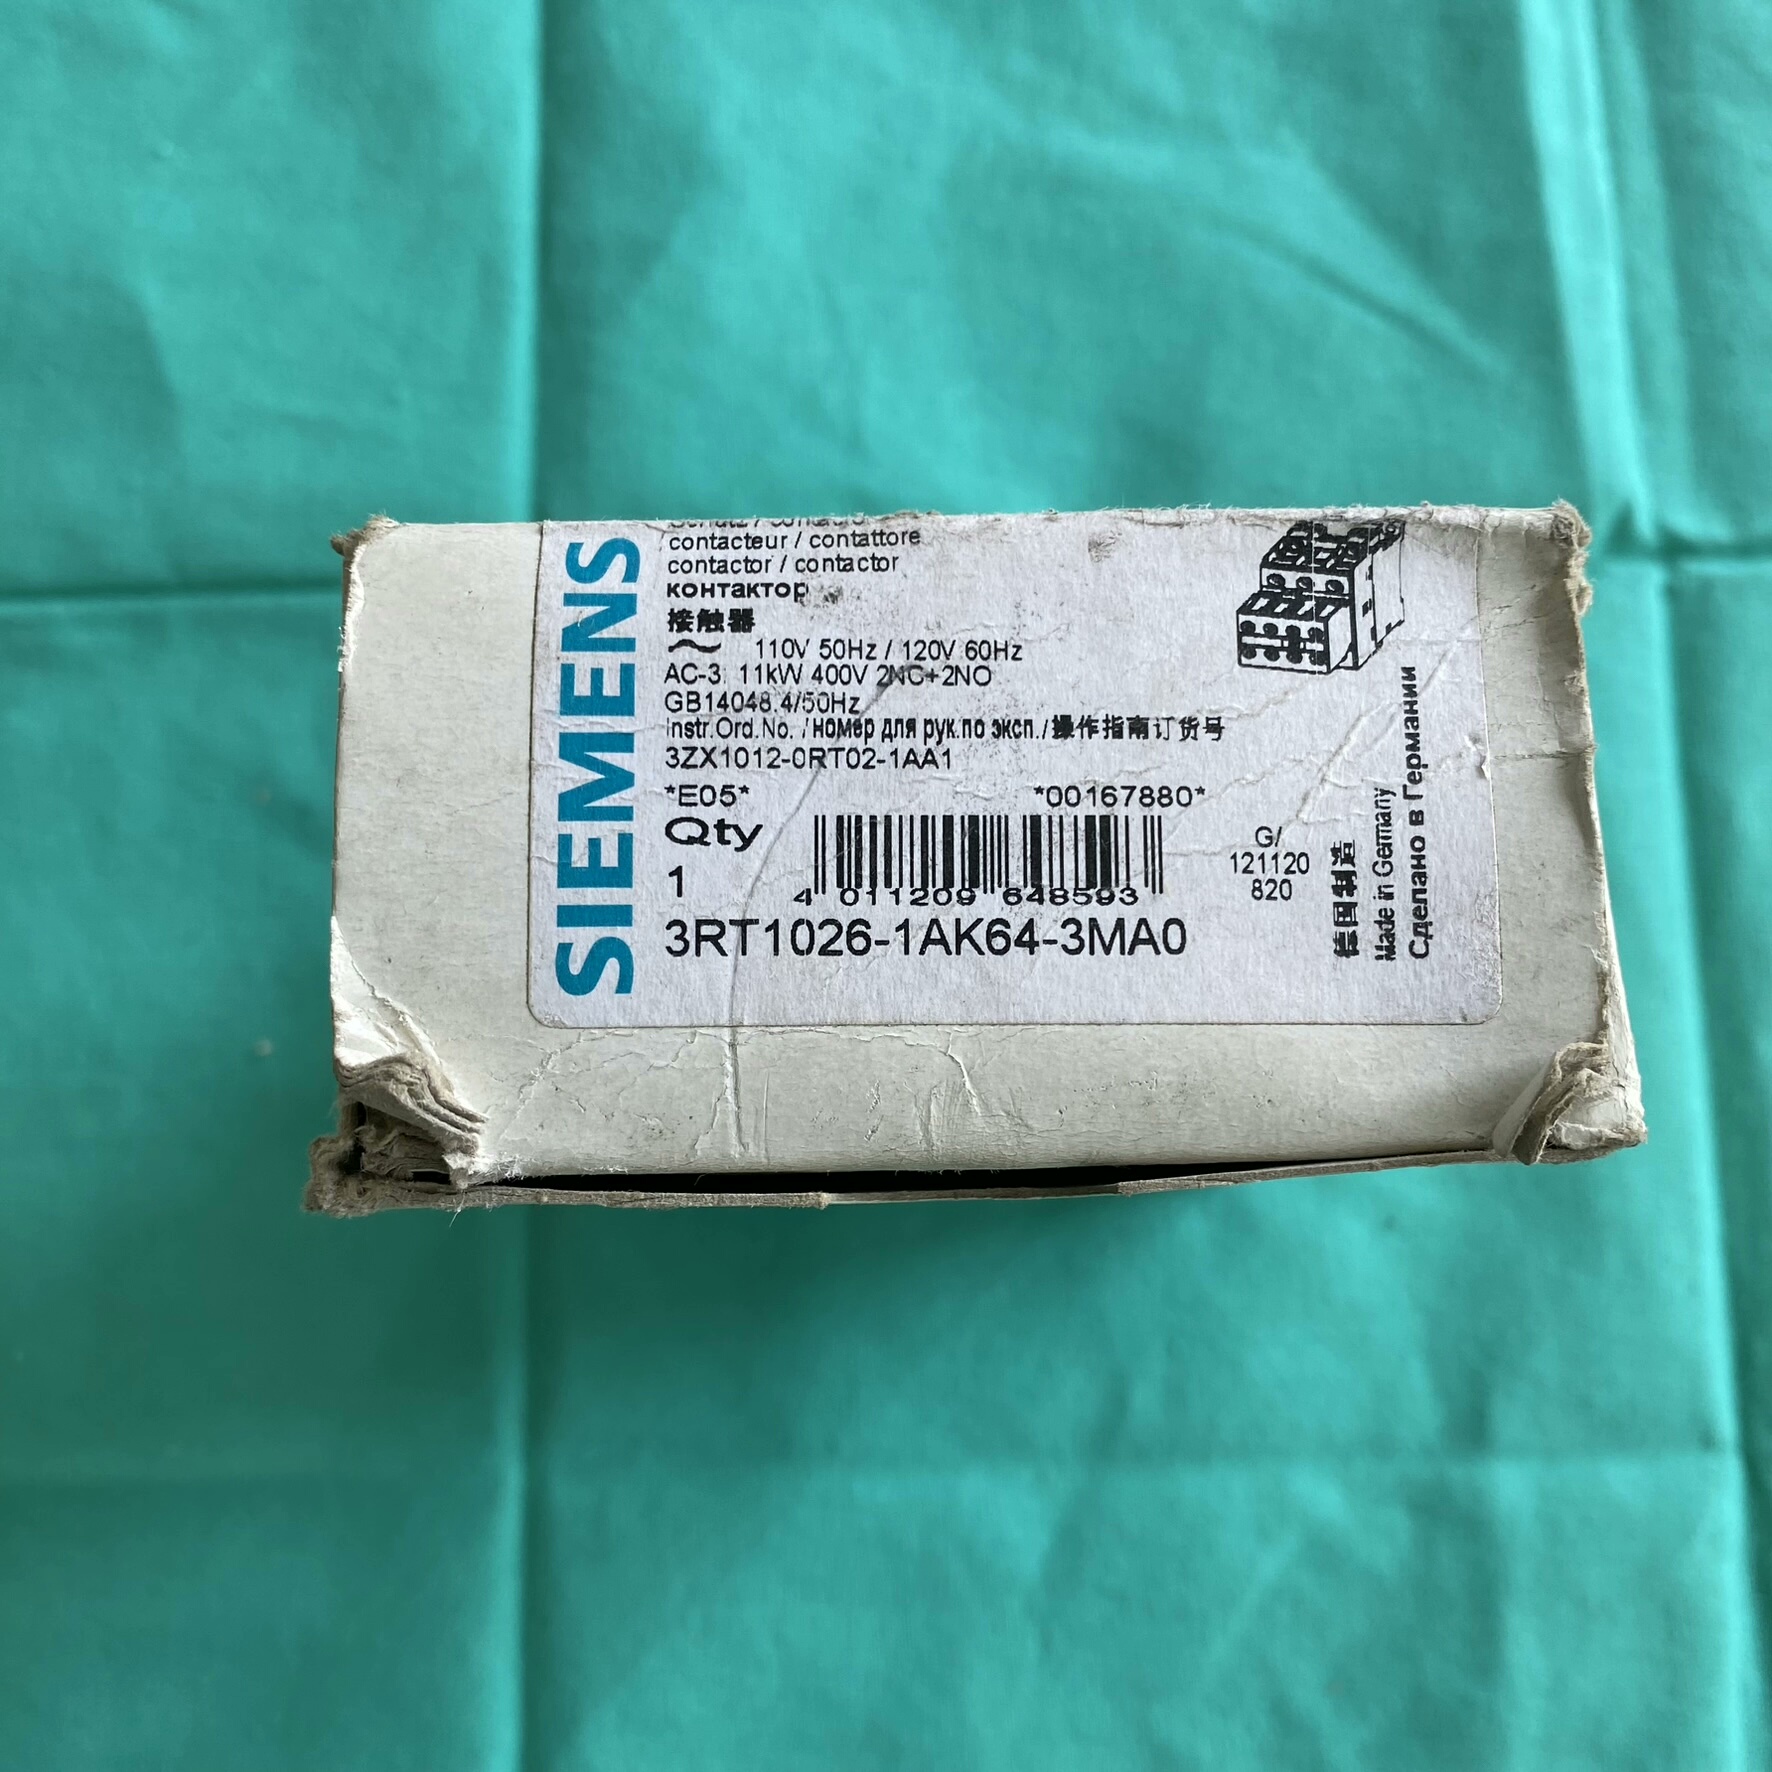 SIEMENS
contacteur / contattore
contactor / contactor
контактор
接触器
~ 110V 50Hz / 120V 60Hz
AC-3, 11kW 400V 2NC+2NO
GB14048.4/50Hz
Instr.Ord.No. /номер для рук.по эксп./操作指南订货号
3ZX1012-0RT02-1AA1
*E05* *00167880*
Qty
1
4 011209 648593
3RT1026-1AK64-3MA0
G/
121120
820
德国制造
Made in Germany
Сделано в Германии